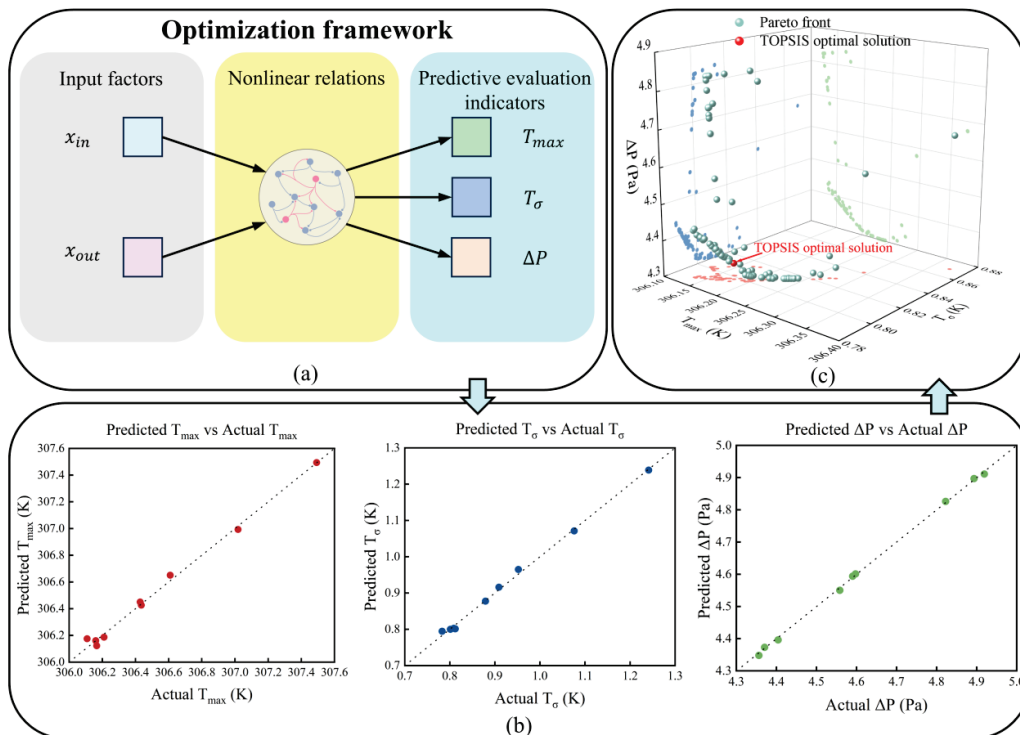 Optimization framework
Input factors
Nonlinear relations
Predictive evaluation
indicators
x_in
x_out
T_max
T_σ
ΔP
(a)
Pareto front
TOPSIS optimal solution
4.9
4.8
4.7
4.6
4.5
4.4
4.3
ΔP (Pa)
TOPSIS optimal solution
306.10
306.15
306.20
306.25
306.30
306.35
306.40
T_max (K)
0.78
0.80
0.82
0.84
0.86
0.88
T_σ (K)
(c)
Predicted T_max vs Actual T_max
307.6
307.4
307.2
307.0
306.8
306.6
306.4
306.2
306.0
Predicted T_max (K)
306.0 306.2 306.4 306.6 306.8 307.0 307.2 307.4 307.6
Actual T_max (K)
Predicted T_σ vs Actual T_σ
1.3
1.2
1.1
1.0
0.9
0.8
0.7
Predicted T_σ (K)
0.7 0.8 0.9 1.0 1.1 1.2 1.3
Actual T_σ (K)
Predicted ΔP vs Actual ΔP
5.0
4.9
4.8
4.7
4.6
4.5
4.4
4.3
Predicted ΔP (Pa)
4.3 4.4 4.5 4.6 4.7 4.8 4.9 5.0
Actual ΔP (Pa)
(b)